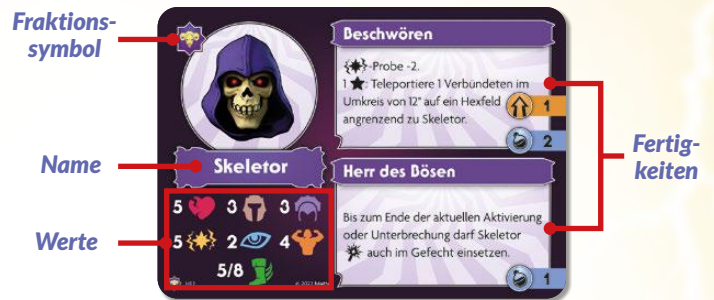 Fraktions-
symbol
Name
Werte
Skeletor
5 3 3
5 2 4
5/8
Beschwören
-Probe -2.
1 : Teleportiere 1 Verbündeten im
Umkreis von 12" auf ein Hexfeld
angrenzend zu Skeletor.
1
2
Herr des Bösen
Bis zum Ende der aktuellen Aktivierung
oder Unterbrechung darf Skeletor
auch im Gefecht einsetzen.
1
Fertig-
keiten